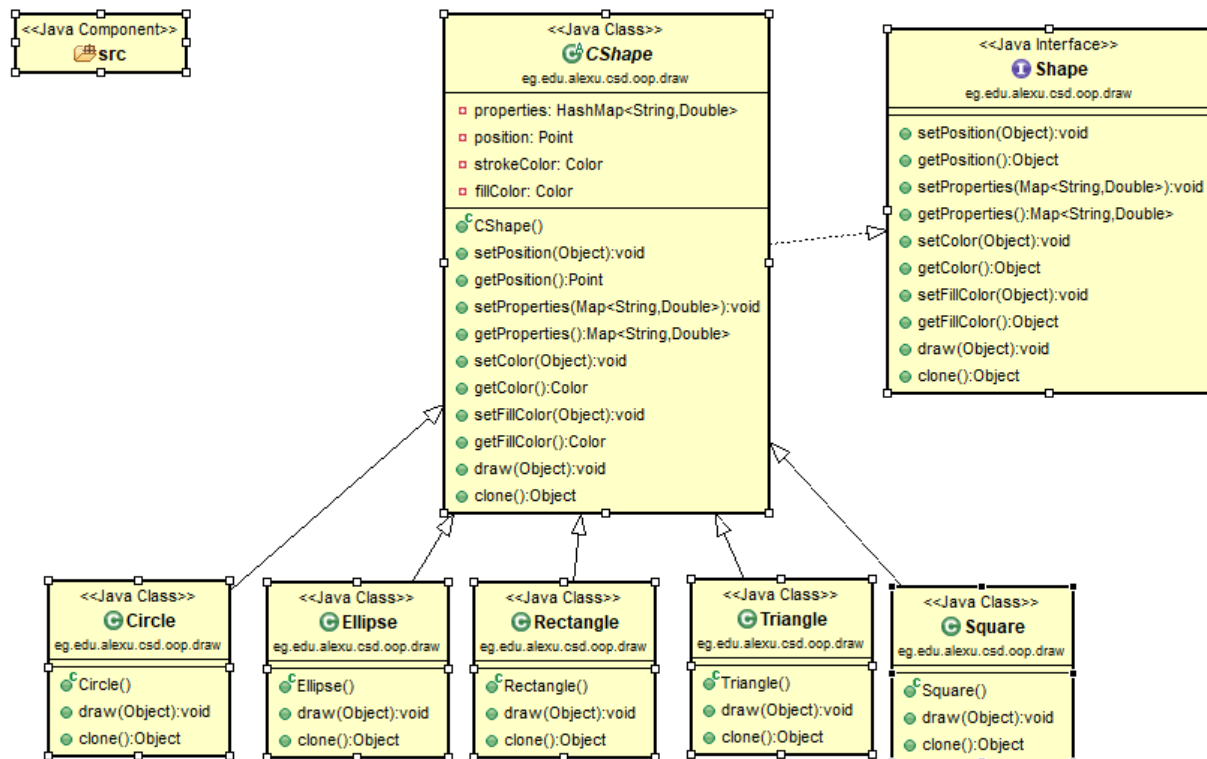 <<Java Component>>
src
<<Java Class>>
CShape
eg.edu.alexu.csd.oop.draw
properties: HashMap<String,Double>
position: Point
strokeColor: Color
fillColor: Color
CShape()
setPosition(Object):void
getPosition():Point
setProperties(Map<String,Double>):void
getProperties():Map<String,Double>
setColor(Object):void
getColor():Color
setFillColor(Object):void
getFillColor():Color
draw(Object):void
clone():Object
<<Java Interface>>
Shape
eg.edu.alexu.csd.oop.draw
setPosition(Object):void
getPosition():Object
setProperties(Map<String,Double>):void
getProperties():Map<String,Double>
setColor(Object):void
getColor():Object
setFillColor(Object):void
getFillColor():Object
draw(Object):void
clone():Object
<<Java Class>>
Circle
eg.edu.alexu.csd.oop.draw
Circle()
draw(Object):void
clone():Object
<<Java Class>>
Ellipse
eg.edu.alexu.csd.oop.draw
Ellipse()
draw(Object):void
clone():Object
<<Java Class>>
Rectangle
eg.edu.alexu.csd.oop.draw
Rectangle()
draw(Object):void
clone():Object
<<Java Class>>
Triangle
eg.edu.alexu.csd.oop.draw
Triangle()
draw(Object):void
clone():Object
<<Java Class>>
Square
eg.edu.alexu.csd.oop.draw
Square()
draw(Object):void
clone():Object